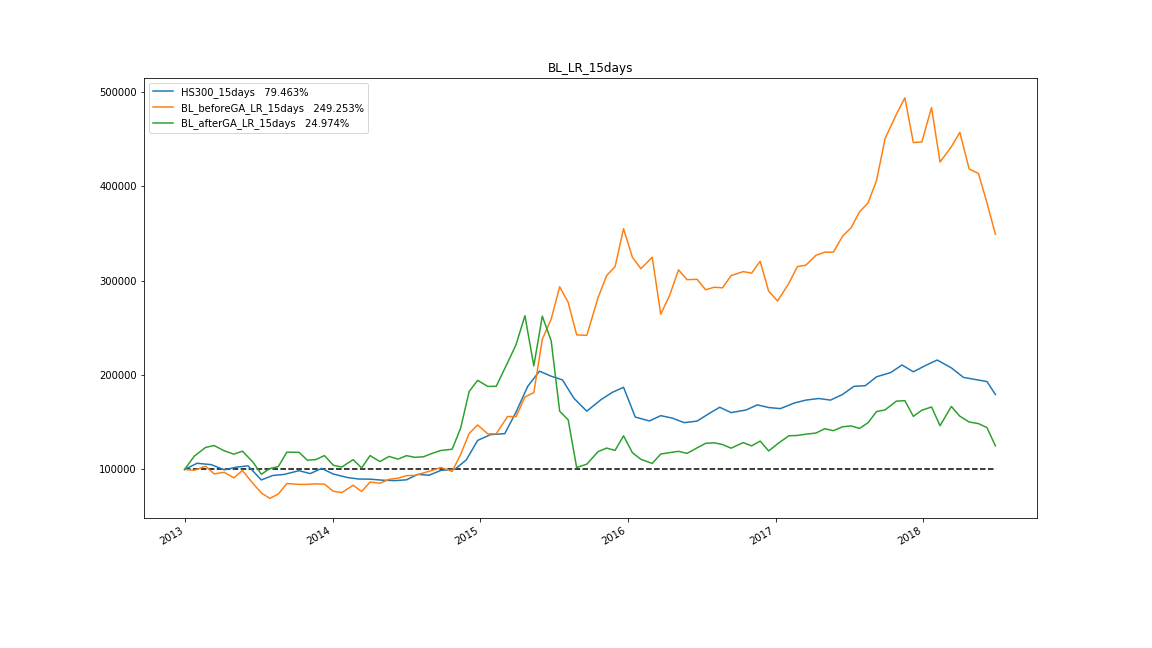 BL_LR_15days
HS300_15days 79.463%
BL_beforeGA_LR_15days 249.253%
BL_afterGA_LR_15days 24.974%
500000
400000
300000
200000
100000
2013
2014
2015
2016
2017
2018